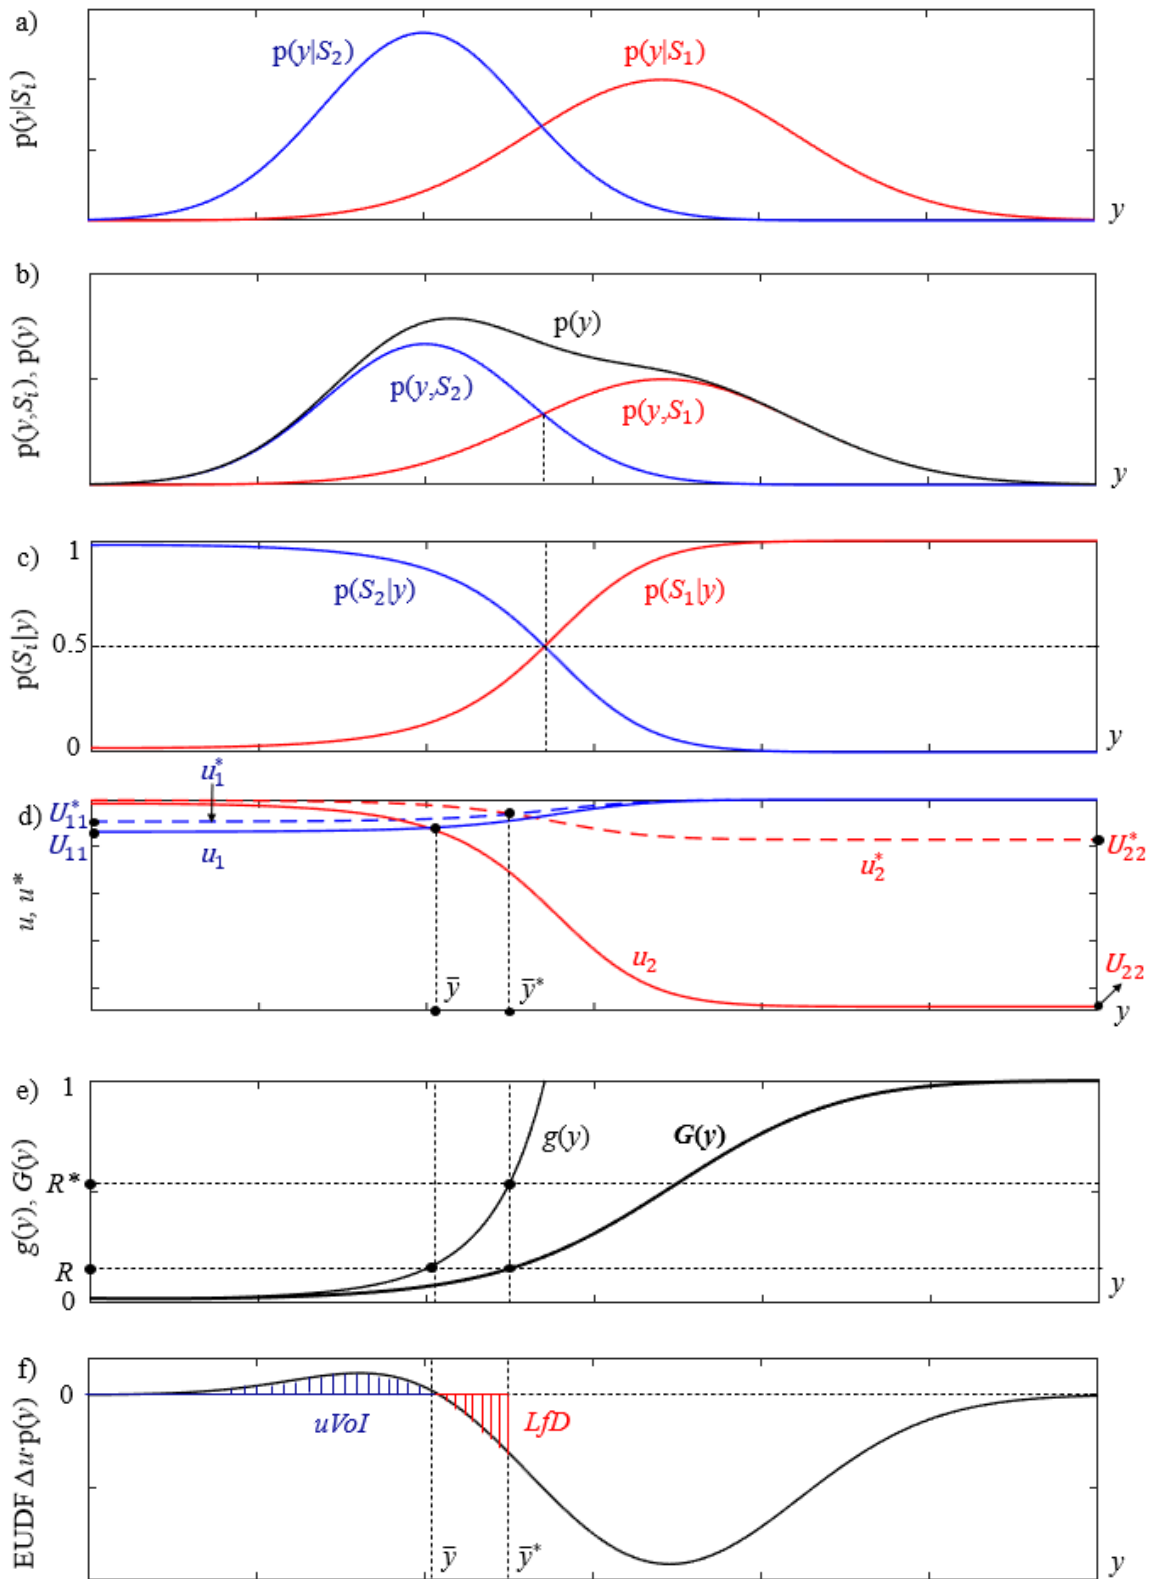 a)
p(y|Sᵢ)
p(y|S₂)
p(y|S₁)
y
b)
p(y,Sᵢ), p(y)
p(y)
p(y,S₂)
p(y,S₁)
y
c)
p(Sᵢ|y)
1
0.5
0
p(S₂|y)
p(S₁|y)
y
d)
u, u*
u₁*
U₁₁*
U₁₁
u₁
U₂₂*
u₂*
u₂
U₂₂
ȳ
ȳ*
y
e)
g(y), G(y)
1
R*
R
0
g(y)
G(y)
y
f)
EUDF Δu·p(y)
0
uVoI
LfD
ȳ
ȳ*
y